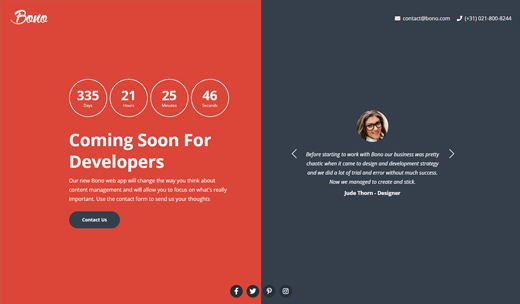 Bono
contact@bono.com (+31) 021-800-8244
335 21 25 46
Days Hours Minutes Seconds
Coming Soon For
Developers
Our new Bono web app will change the way you think about
content management and will allow you to focus on what's really
important. Use the contact form to send us your thoughts
Contact Us
Before starting to work with Bono our business was pretty
chaotic when it came to design and development strategy
and we did a lot of trial and error without much success.
Now we managed to create and stick.
Jude Thorn - Designer